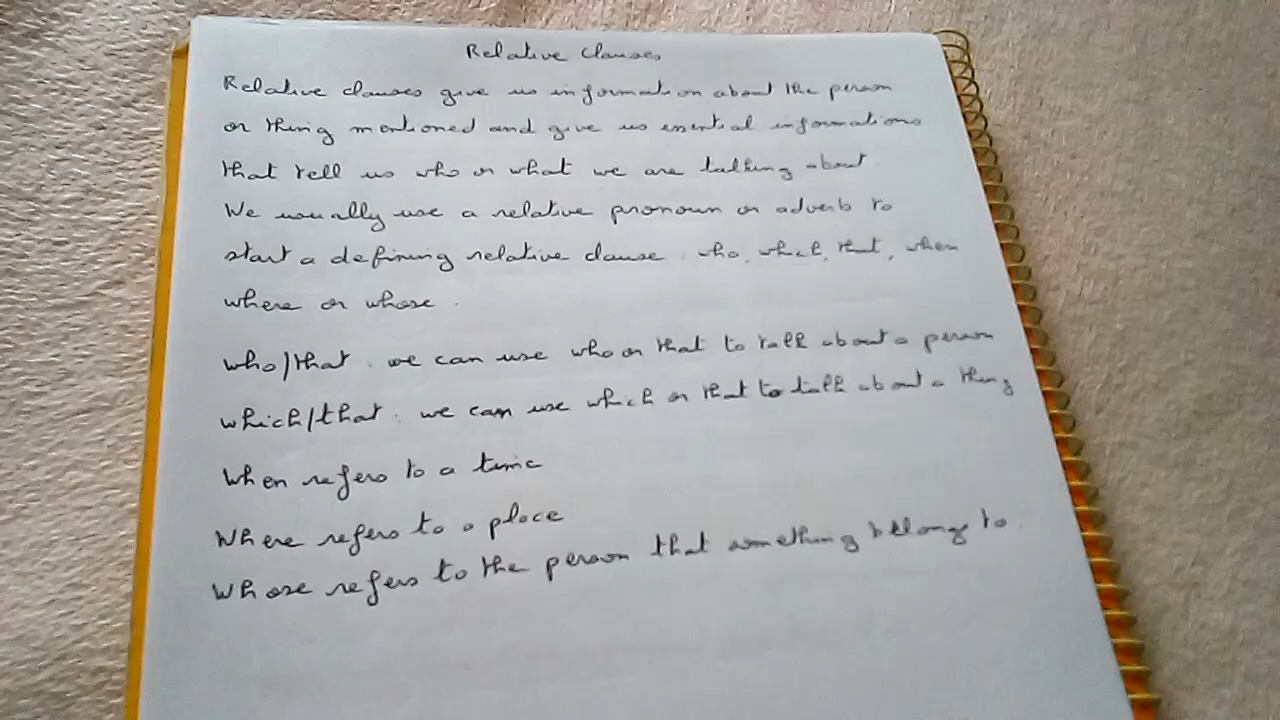 Relative clauses
Relative clauses give us information about the person
or thing mentioned and give us essential informations
that tell us who or what we are talking about
We usually use a relative pronoun or adverb to
start a defining relative clause. who, which, that, when
where or whose.
who/that. we can use who or that to talk about a person
which/that. we can use which or that to talk about a thing
When refers to a time
Where refers to a place
Whose refers to the person that something belongs to.